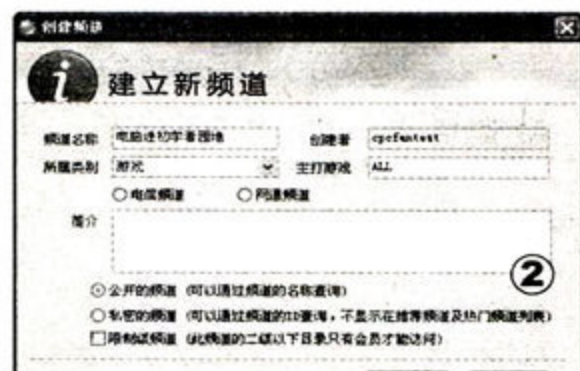 创建频道
建立新频道
频道名称 电脑迷初学者园地 创建者 cpcfantest
所属类别 游戏 主打游戏 ALL
电信频道 网通频道
简介
②
公开的频道 (可以通过频道的名称查询)
私密的频道 (可以通过频道的ID查询，不显示在推荐频道及热门频道列表)
限制级频道 (此频道的二级以下目录只有会员才能访问)